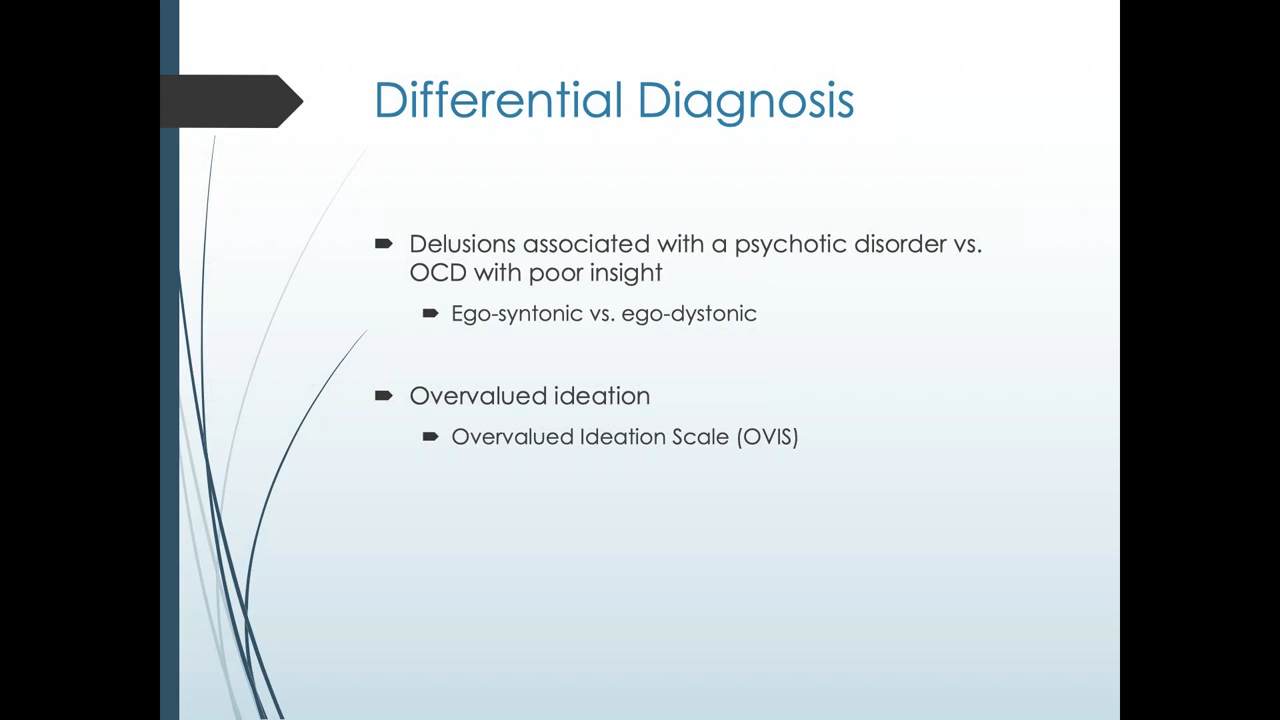 Differential Diagnosis
Delusions associated with a psychotic disorder vs.
OCD with poor insight
Ego-syntonic vs. ego-dystonic
Overvalued ideation
Overvalued Ideation Scale (OVIS)